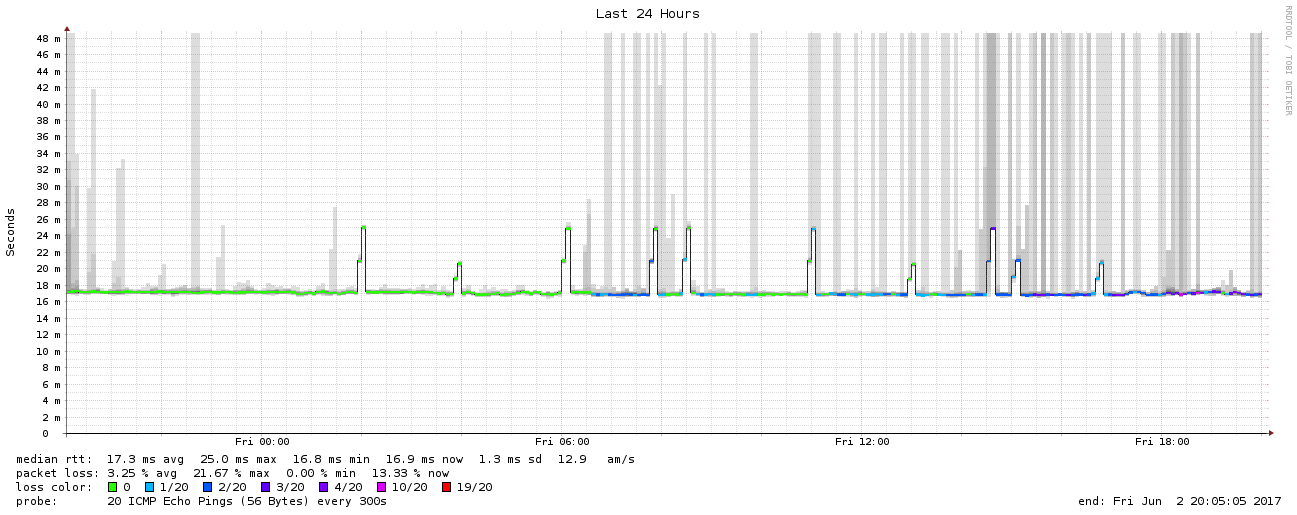 Last 24 Hours
RRDTOOL / TOBI OETIKER
Seconds
48 m
46 m
44 m
42 m
40 m
38 m
36 m
34 m
32 m
30 m
28 m
26 m
24 m
22 m
20 m
18 m
16 m
14 m
12 m
10 m
8 m
6 m
4 m
2 m
0
Fri 00:00 Fri 06:00 Fri 12:00 Fri 18:00
median rtt: 17.3 ms avg 25.0 ms max 16.8 ms min 16.9 ms now 1.3 ms sd 12.9 am/s
packet loss: 3.25 % avg 21.67 % max 0.00 % min 13.33 % now
loss color: 0 1/20 2/20 3/20 4/20 10/20 19/20
probe: 20 ICMP Echo Pings (56 Bytes) every 300s end: Fri Jun 2 20:05:05 2017